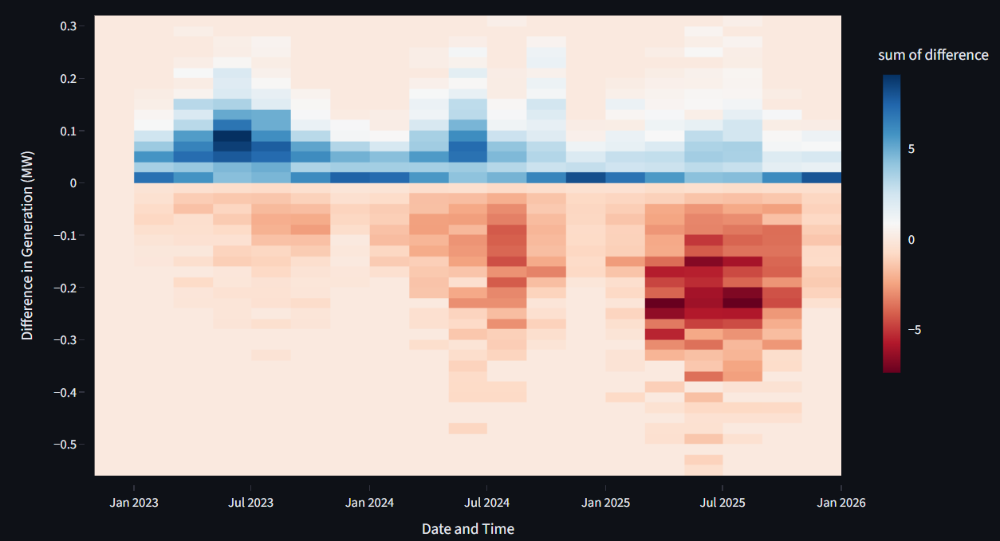 sum of difference
0.3
0.2
0.1
0
−0.1
−0.2
−0.3
−0.4
−0.5
Difference in Generation (MW)
5
0
−5
Jan 2023
Jul 2023
Jan 2024
Jul 2024
Jan 2025
Jul 2025
Jan 2026
Date and Time